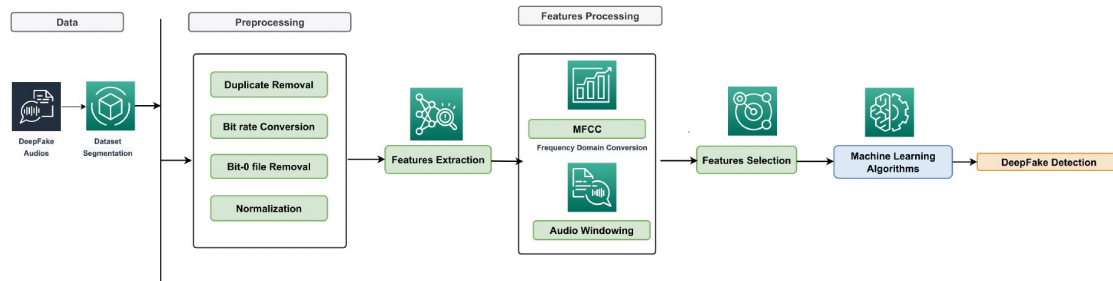 Data
Preprocessing
Features Processing
DeepFake
Audios
Dataset
Segmentation
Duplicate Removal
Bit rate Conversion
Bit-0 file Removal
Normalization
Features Extraction
MFCC
Frequency Domain Conversion
Audio Windowing
Features Selection
Machine Learning
Algorithms
DeepFake Detection